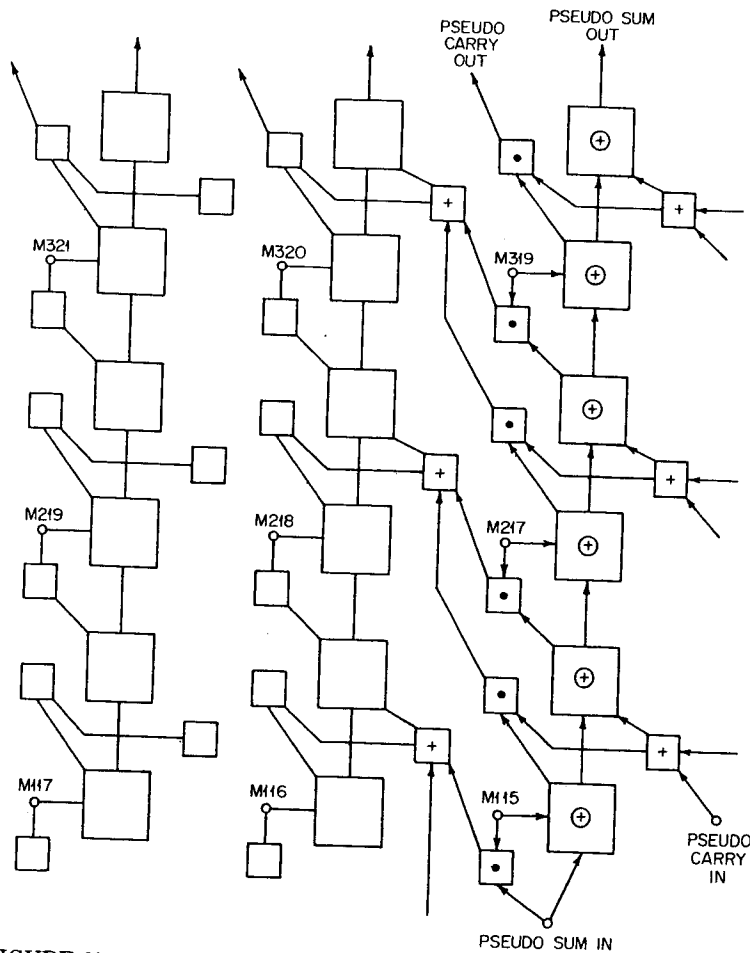 PSEUDO SUM
OUT
PSEUDO
CARRY
OUT
M321
M320
M319
M219
M218
M217
M117
M116
M115
PSEUDO
CARRY
IN
PSEUDO SUM IN